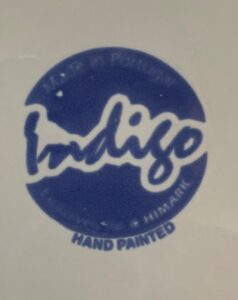 Made in Portugal
Indigo
HIMARK
HAND PAINTED